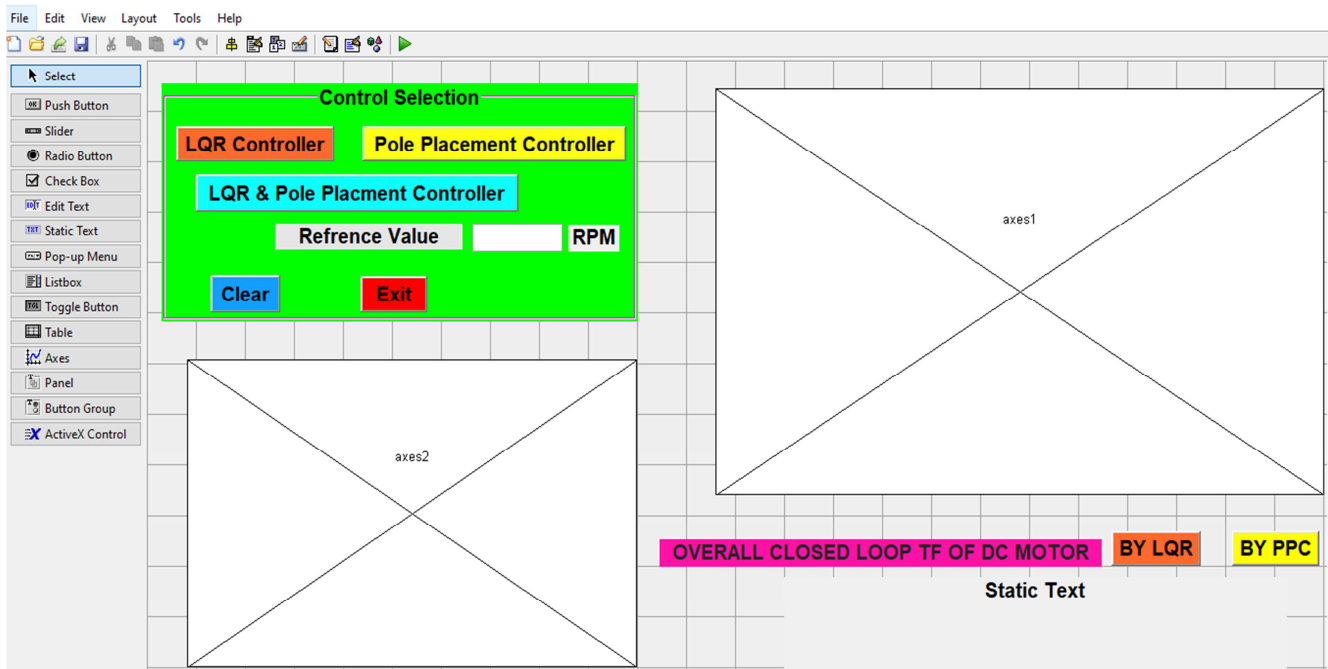 File Edit View Layout Tools Help
Select
Push Button
Slider
Radio Button
Check Box
Edit Text
Static Text
Pop-up Menu
Listbox
Toggle Button
Table
Axes
Panel
Button Group
ActiveX Control
Control Selection
LQR Controller Pole Placement Controller
LQR & Pole Placment Controller
Refrence Value RPM
Clear Exit
axes1
axes2
OVERALL CLOSED LOOP TF OF DC MOTOR BY LQR BY PPC
Static Text